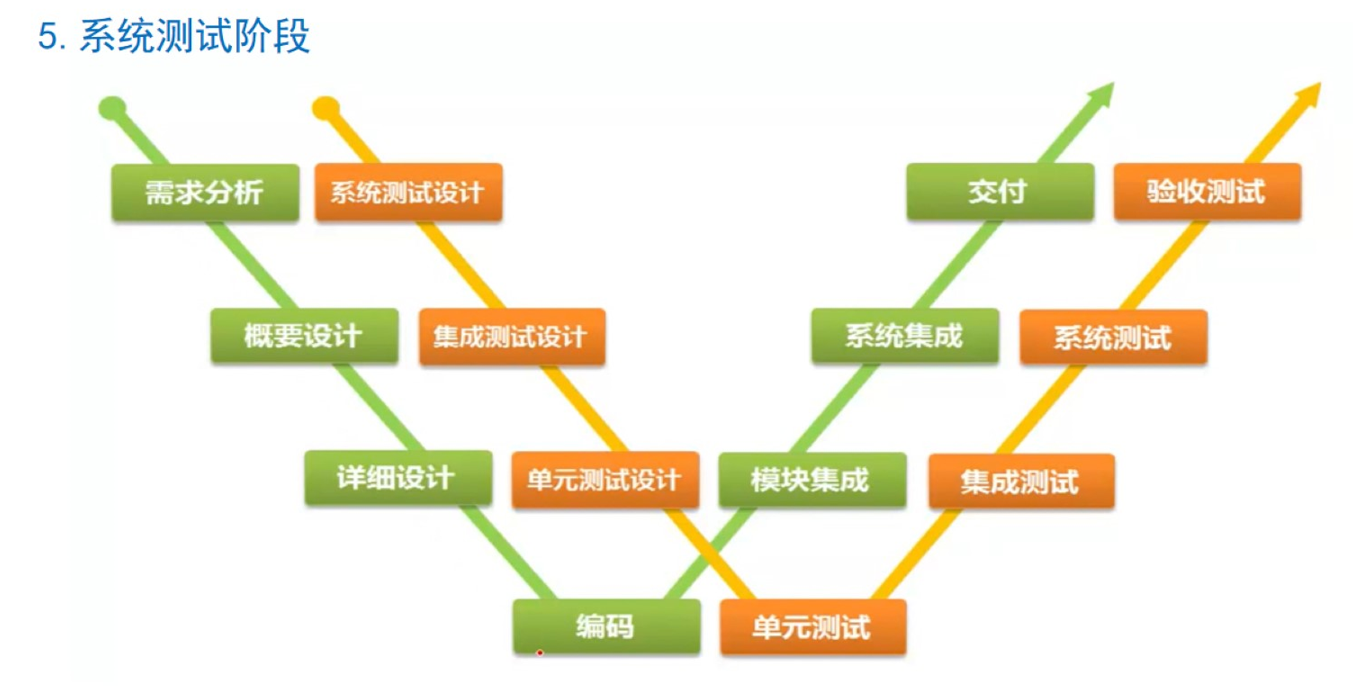 5. 系统测试阶段
需求分析
系统测试设计
交付
验收测试
概要设计
集成测试设计
系统集成
系统测试
详细设计
单元测试设计
模块集成
集成测试
编码
单元测试